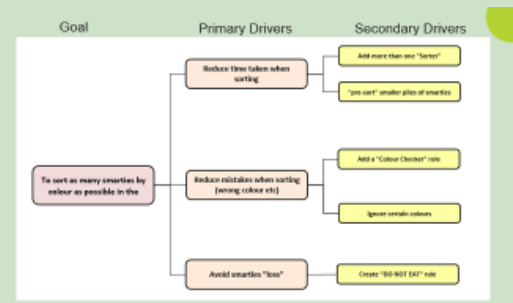 Goal
Primary Drivers
Secondary Drivers
To sort as many smarties by
colour as possible in the
Reduce time taken when
sorting
Add more than one "Sorter"
"pre-sort" smaller piles of smarties
Reduce mistakes when sorting
(wrong colour etc)
Add a "Colour Checker" role
Ignore certain colours
Avoid smarties "loss"
Create "DO NOT EAT" rule